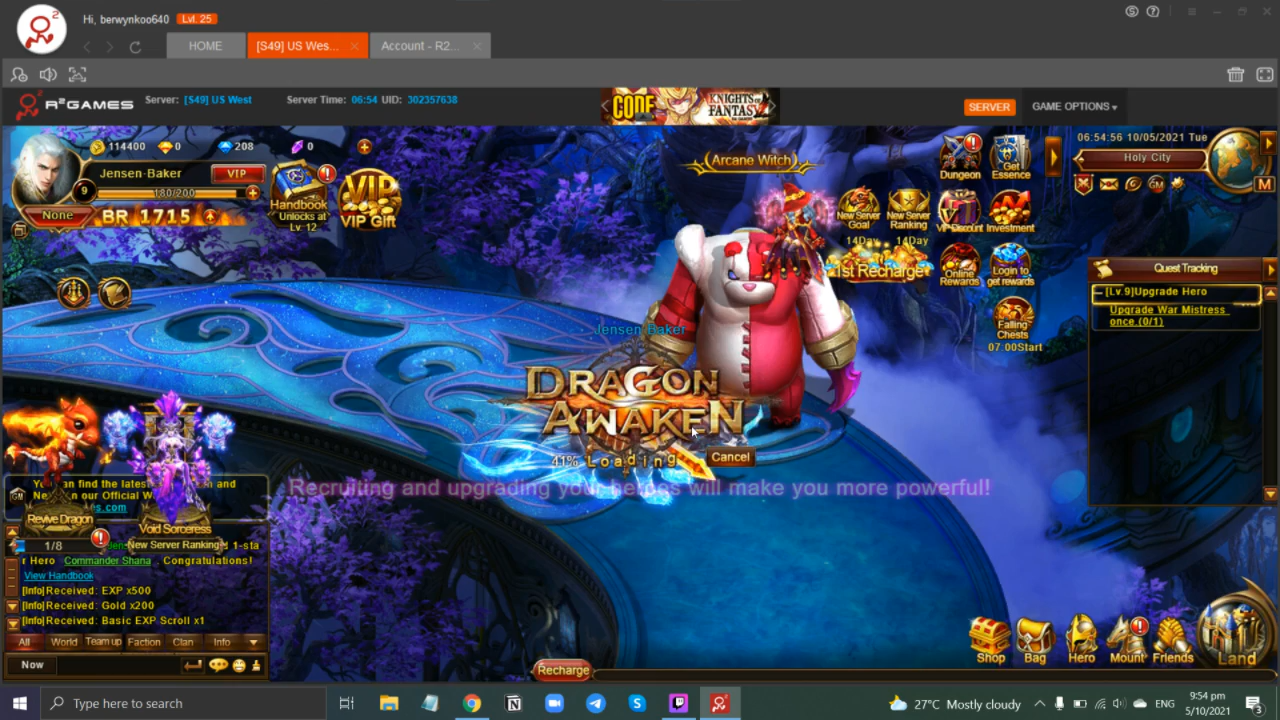 Hi, berwynkoo640 Lvl. 25
HOME [S49] US Wes... Account - R2...
R²GAMES Server: [S49] US West Server Time: 06:54 UID: 302357638
CODE KNIGHTS OF FANTASY
SERVER GAME OPTIONS
114400 0 208 0
Jensen·Baker VIP
9 180/200
None BR 1715
Handbook
Unlocks at
Lv. 12
VIP
VIP Gift
Arcane Witch
Dungeon Get
Essence
06:54:56 10/05/2021 Tue
Holy City
GM M
New Server
Goal
14Day
New Server
Ranking
14Day
VIP Discount Investment
1st Recharge
Online
Rewards
Login to
get rewards
Falling
Chests
07.00Start
Quest Tracking
[Lv.9]Upgrade Hero
Upgrade War Mistress
once (0/1)
Jensen Baker
DRAGON
AWAKEN
41% Loading Cancel
Recruiting and upgrading your heroes will make you more powerful!
GM
Revive Dragon
1/8
Void Sorceress
New Server Ranking
1-sta
r Hero Commander Shana . Congratulations!
View Handbook
[Info]Received: EXP x500
[Info]Received: Gold x200
[Info]Received: Basic EXP Scroll x1
All World Team up Faction Clan Info
Now
Recharge
Shop Bag Hero Mount Friends Land
Type here to search
27°C Mostly cloudy ENG 9:54 pm
5/10/2021
3